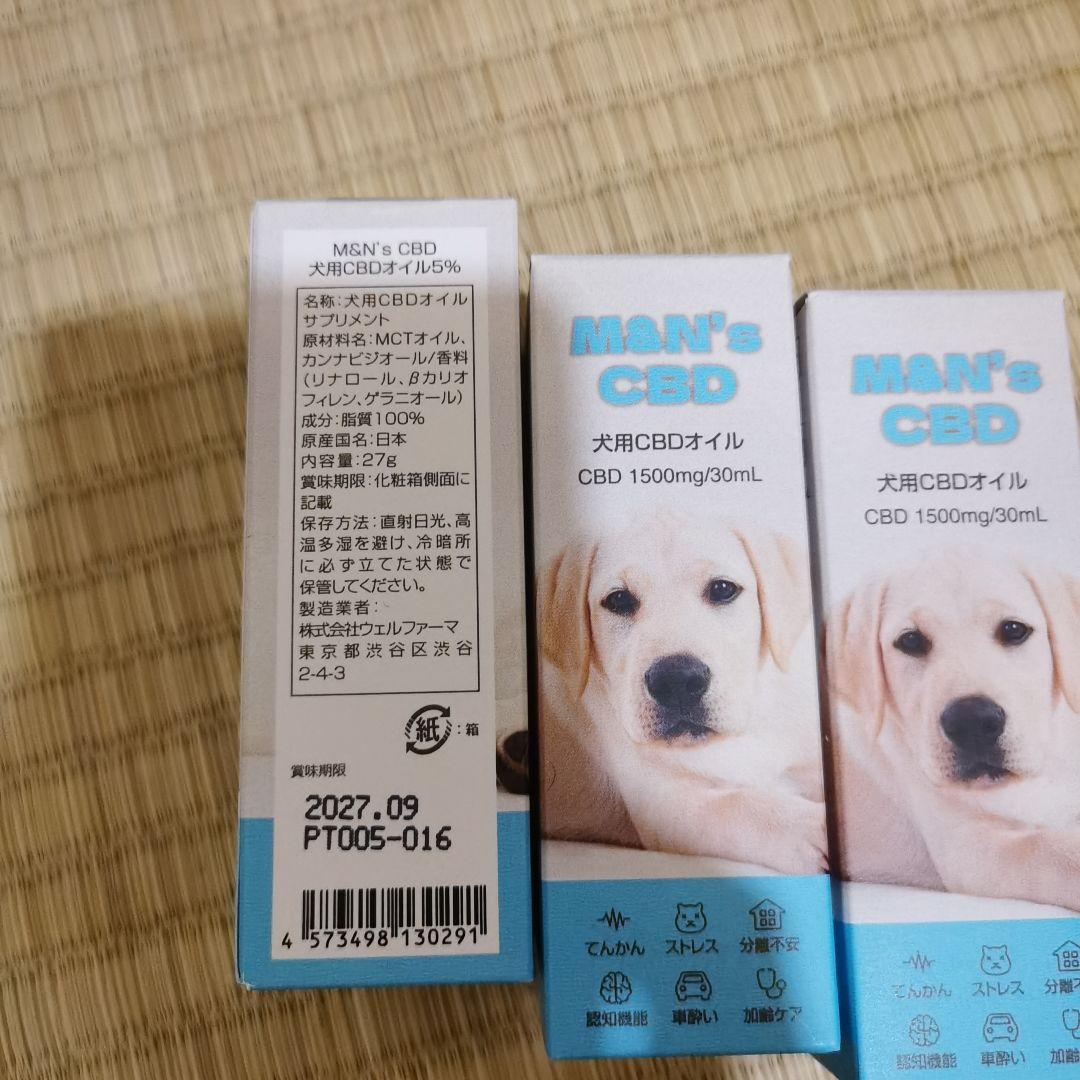 M&N's CBD
犬用CBDオイル5%
名称:犬用CBDオイル
サプリメント
原材料名:MCTオイル、
カンナビジオール/香料
(リナロール、βカリオ
フィレン、ゲラニオール)
成分:脂質100%
原産国名:日本
内容量:27g
賞味期限:化粧箱側面に
記載
保存方法:直射日光、高
温多湿を避け、冷暗所
に必ず立てた状態で
保管してください。
製造業者:
株式会社ウェルファーマ
東京都渋谷区渋谷
2-4-3
紙:箱
賞味期限
2027.09
PT005-016
4 573498 130291
M&N's
CBD
犬用CBDオイル
CBD 1500mg/30mL
てんかん ストレス 分離不安
認知機能 車酔い 加齢ケア
M&N's
CBD
犬用CBDオイル
CBD 1500mg/30mL
てんかん ストレス 分離不
認知機能 車酔い 加齢